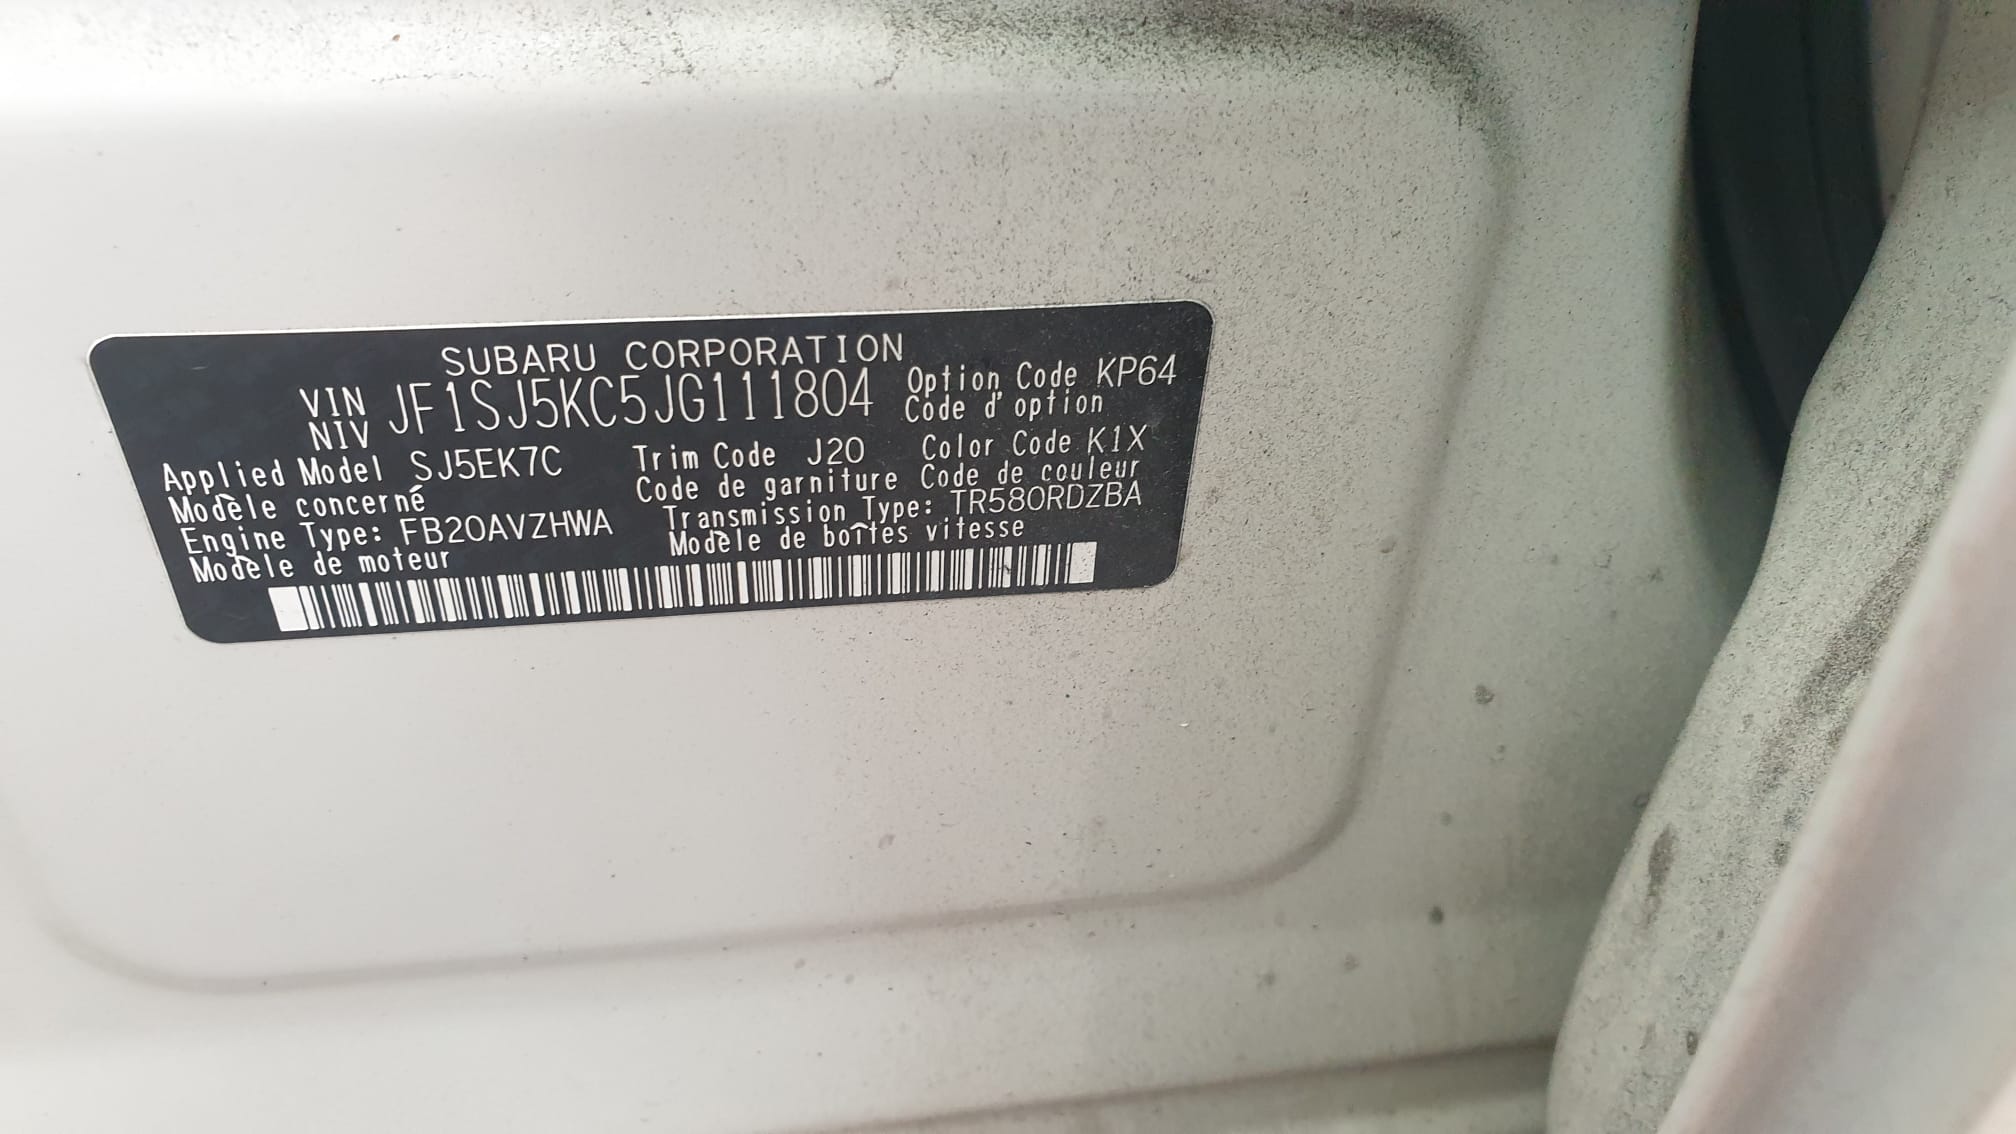 SUBARU CORPORATION
VIN
NIV
JF1SJ5KC5JG111804
Option Code KP64
Code d'option
Applied Model SJ5EK7C
Modèle concerné
Trim Code J20
Code de garniture
Color Code K1X
Code de couleur
Engine Type: FB20AVZHWA
Modèle de moteur
Transmission Type: TR580RDZBA
Modèle de boîtes vitesse